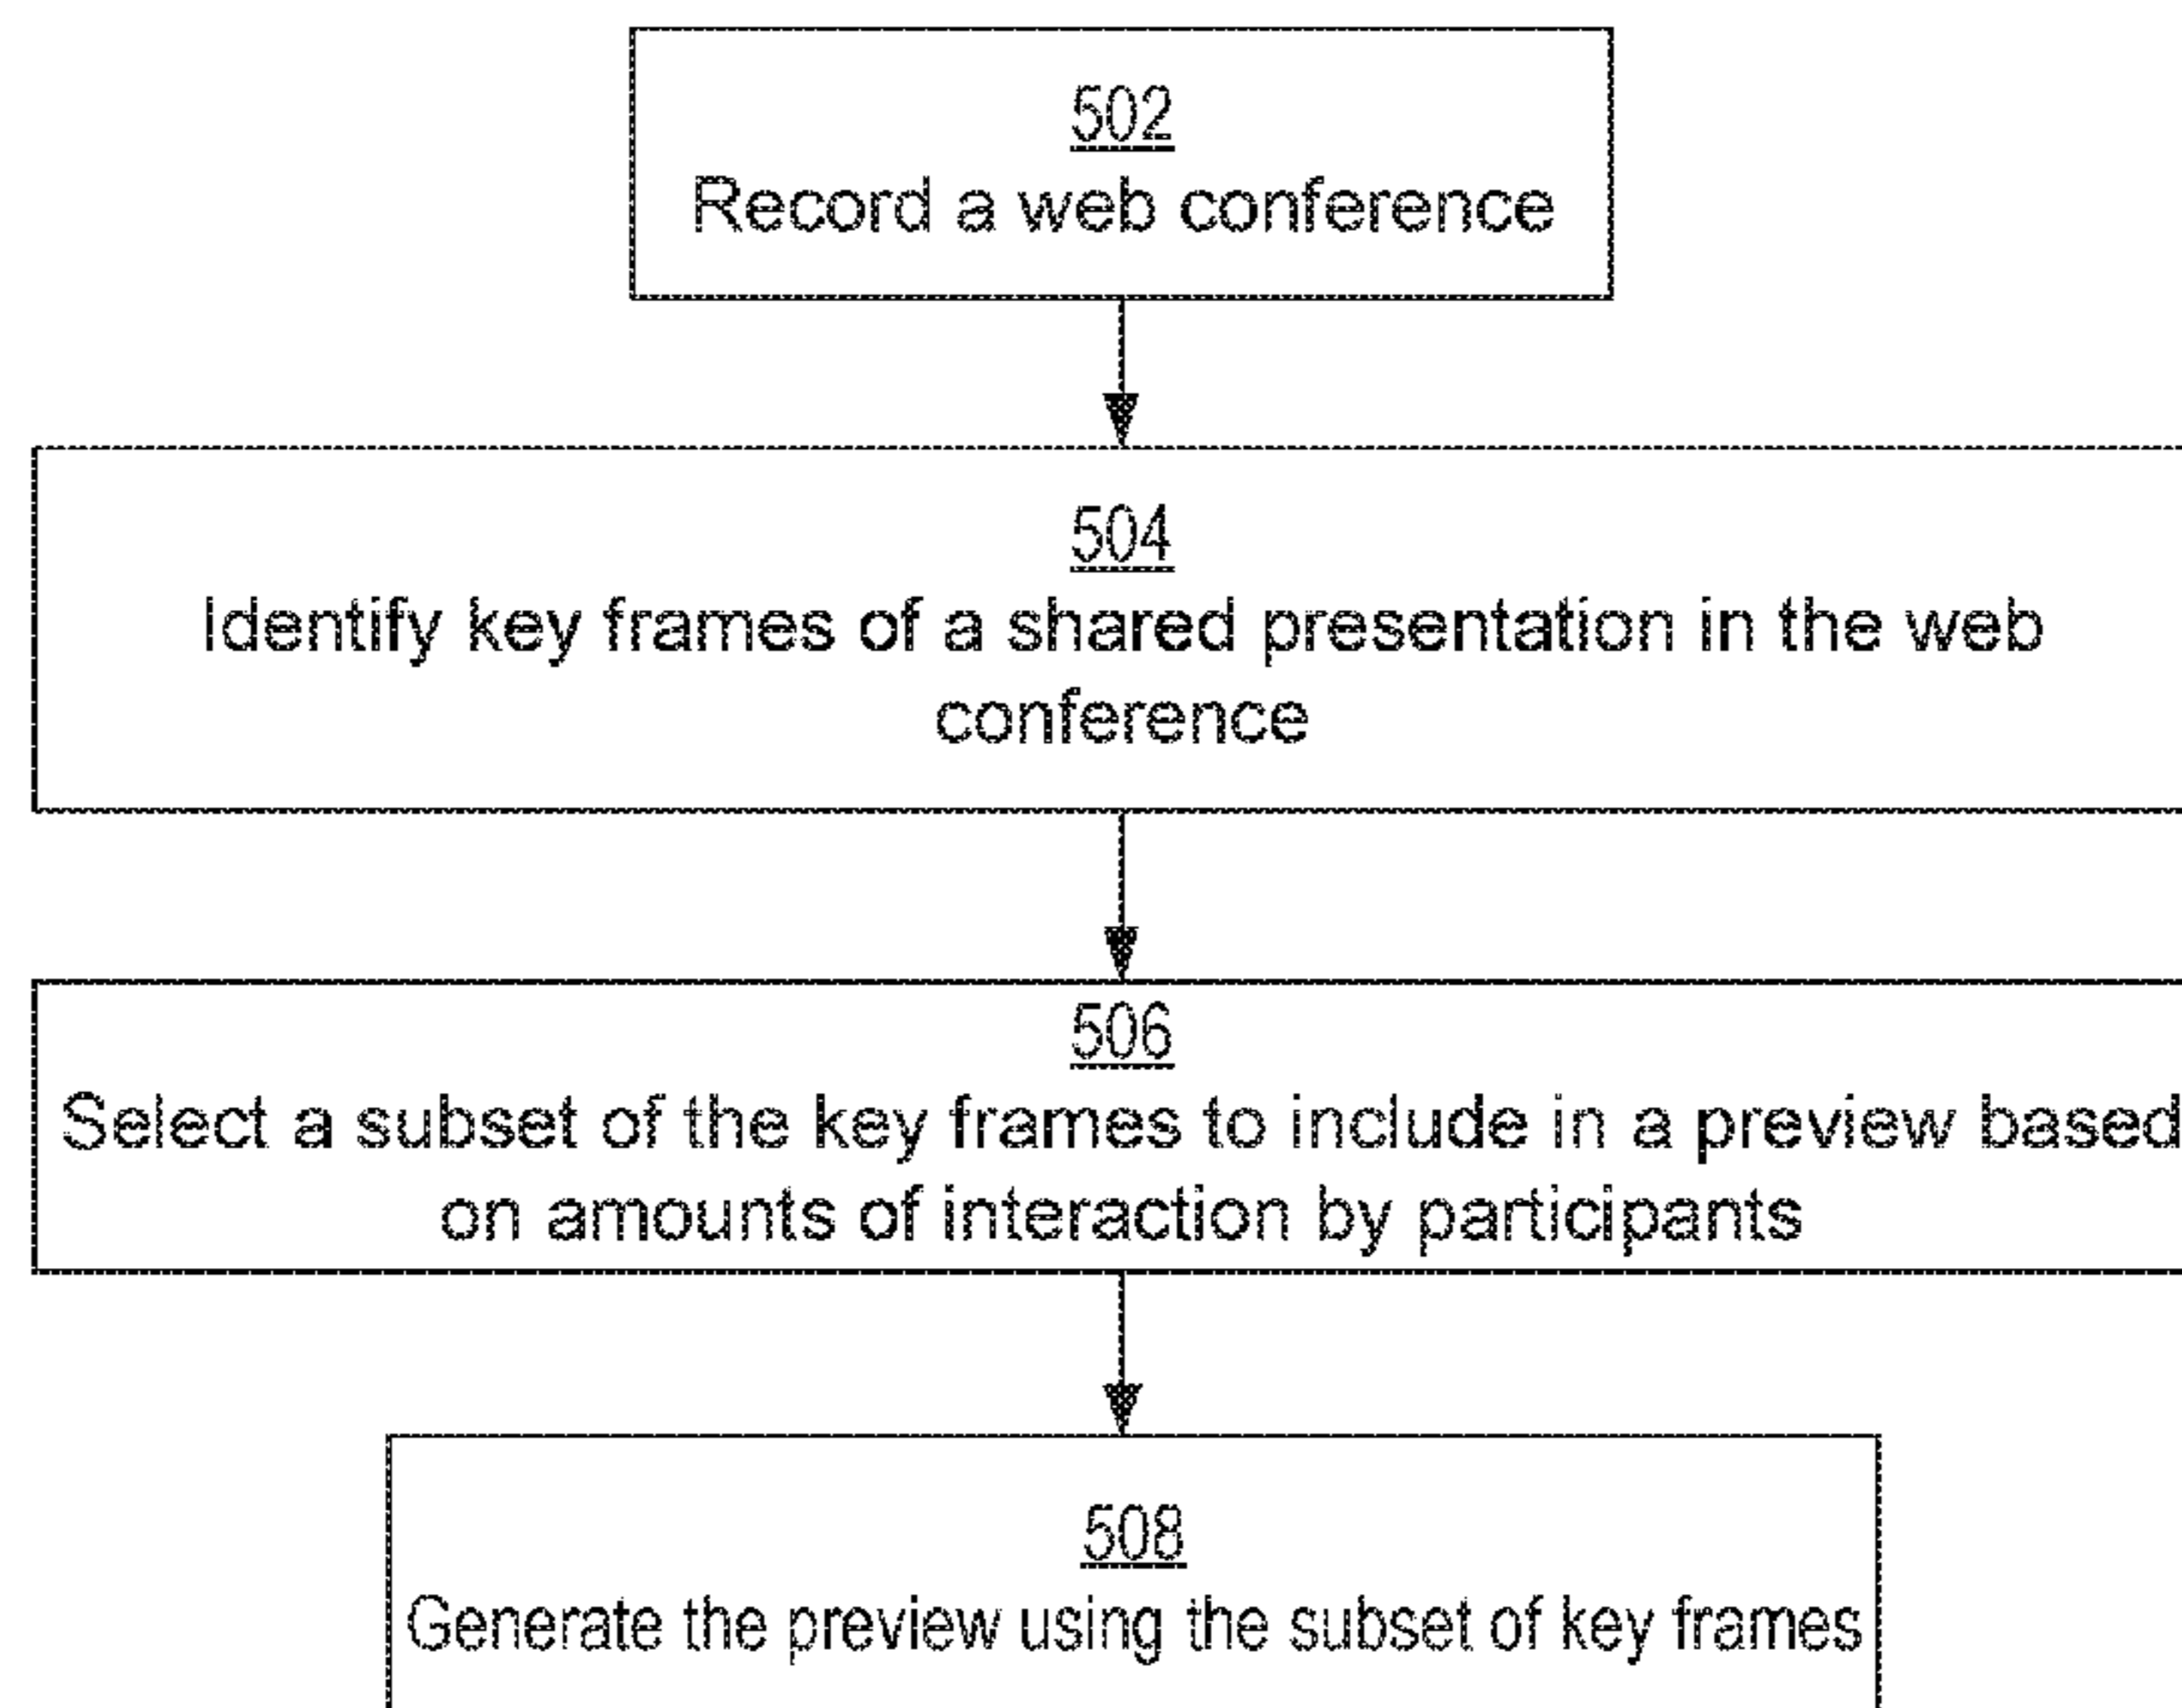 502
Record a web conference
504
Identify key frames of a shared presentation in the web
conference
506
Select a subset of the key frames to include in a preview based
on amounts of interaction by participants
508
Generate the preview using the subset of key frames